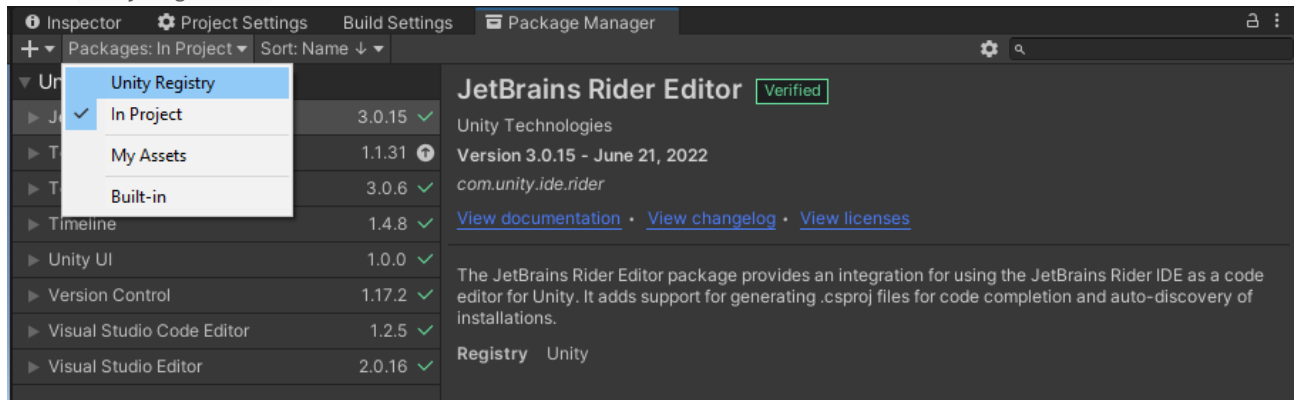 Inspector Project Settings Build Settings Package Manager
Packages: In Project Sort: Name ↓
Unity Registry
In Project
My Assets
Built-in
3.0.15
1.1.31
3.0.6
Timeline 1.4.8
Unity UI 1.0.0
Version Control 1.17.2
Visual Studio Code Editor 1.2.5
Visual Studio Editor 2.0.16
JetBrains Rider Editor Verified
Unity Technologies
Version 3.0.15 - June 21, 2022
com.unity.ide.rider
View documentation • View changelog • View licenses
The JetBrains Rider Editor package provides an integration for using the JetBrains Rider IDE as a code
editor for Unity. It adds support for generating .csproj files for code completion and auto-discovery of
installations.
Registry Unity